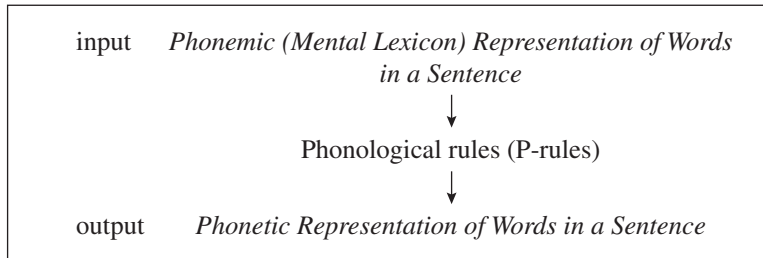 input Phonemic (Mental Lexicon) Representation of Words
in a Sentence
Phonological rules (P-rules)
output Phonetic Representation of Words in a Sentence